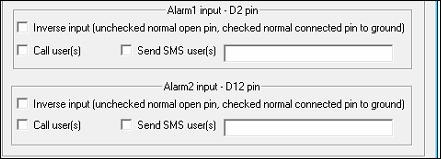 Alarm1 input - D2 pin
Inverse input (unchecked normal open pin, checked normal connected pin to ground)
Call user(s) Send SMS user(s)
Alarm2 input - D12 pin
Inverse input (unchecked normal open pin, checked normal connected pin to ground)
Call user(s) Send SMS user(s)